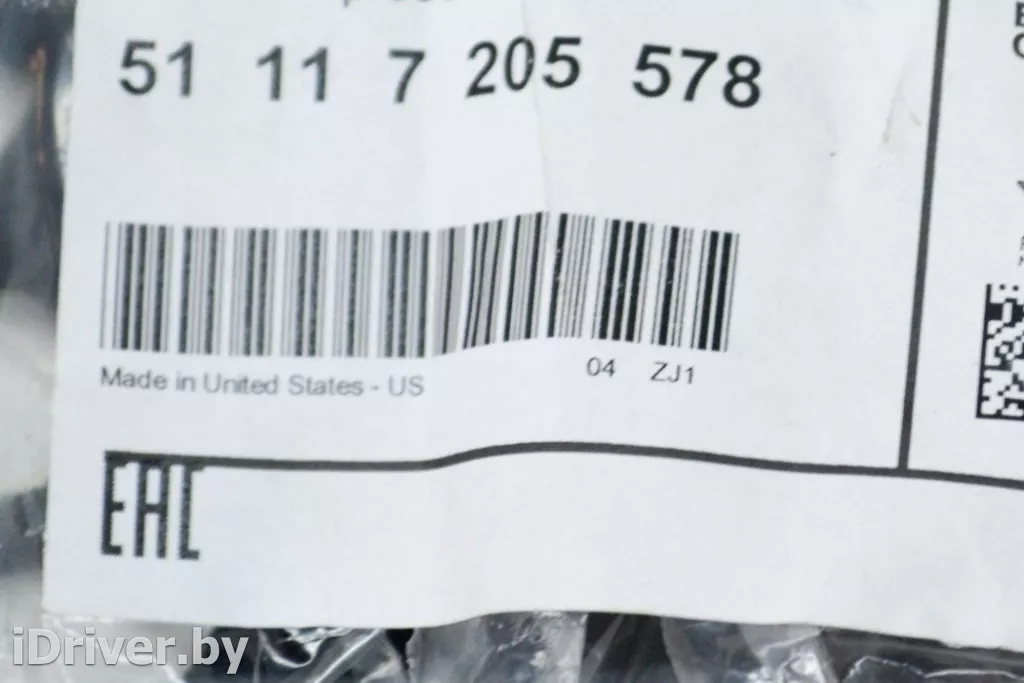 51 11 7 205 578
04 ZJ1
Made in United States - US
EAC
iDriver.by